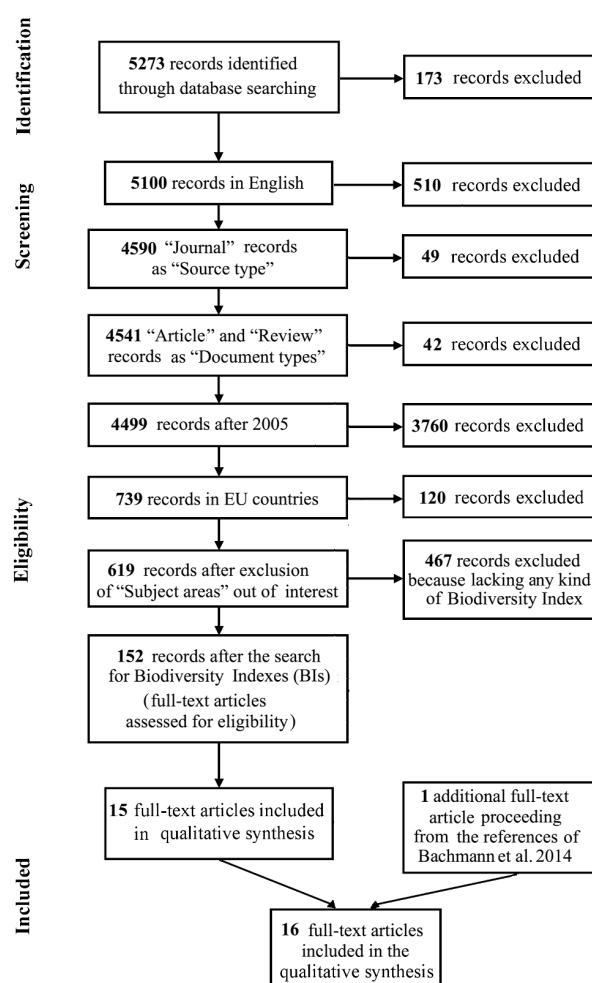 Identification
5273 records identified
through database searching
173 records excluded
Screening
5100 records in English
510 records excluded
4590 “Journal” records
as “Source type”
49 records excluded
4541 “Article” and “Review”
records as “Document types”
42 records excluded
4499 records after 2005
3760 records excluded
Eligibility
739 records in EU countries
120 records excluded
619 records after exclusion
of “Subject areas” out of interest
467 records excluded
because lacking any kind
of Biodiversity Index
152 records after the search
for Biodiversity Indexes (BIs)
(full-text articles
assessed for eligibility)
Included
15 full-text articles included
in qualitative synthesis
1 additional full-text
article proceeding
from the references of
Bachmann et al. 2014
16 full-text articles
included in the
qualitative synthesis